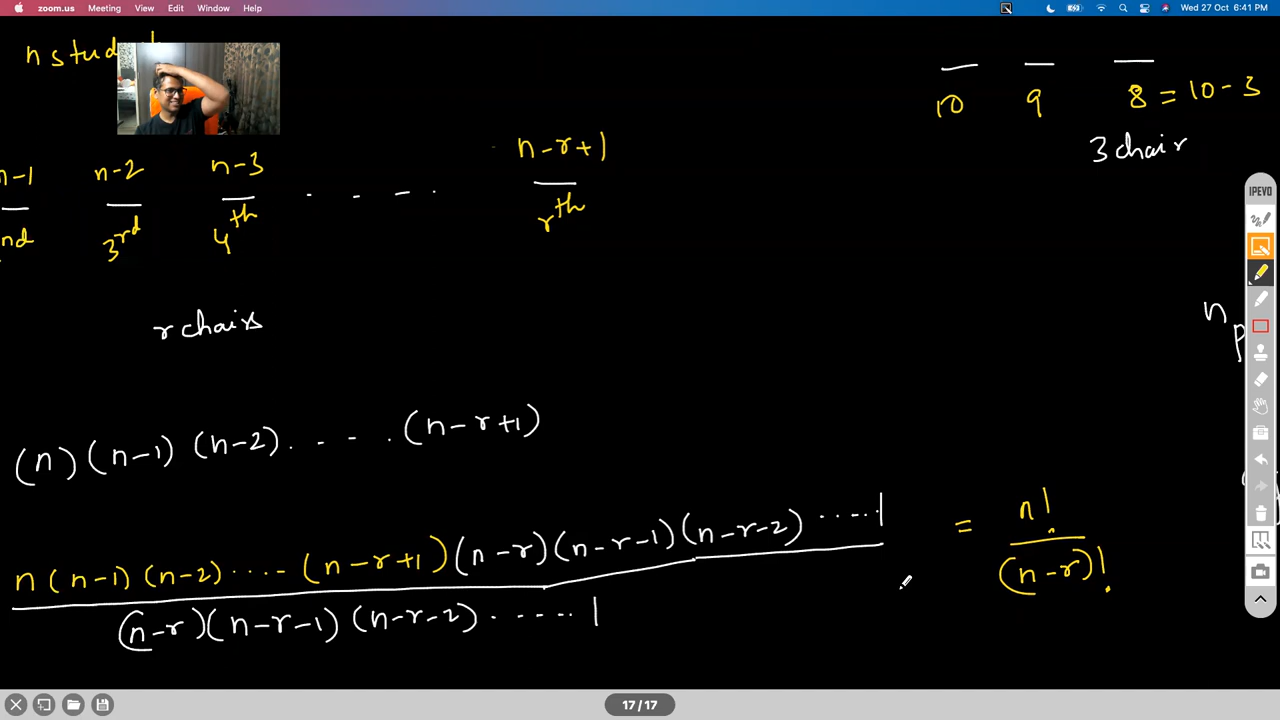 zoom.us Meeting View Edit Window Help
Wed 27 Oct 6:41 PM
n stud
10 9 8 = 10 - 3
3 chair
n-1 n-2 n-3 . . . . n-r+1
nd 3rd 4th rth
IPEVO
r chairs
n
p
(n) (n-1) (n-2) . . . . (n-r+1)
n (n-1) (n-2) ..... (n-r+1) (n-r) (n-r-1) (n-r-2) .....1
(n-r) (n-r-1) (n-r-2) ...... 1
= n!
(n-r)!
17/17